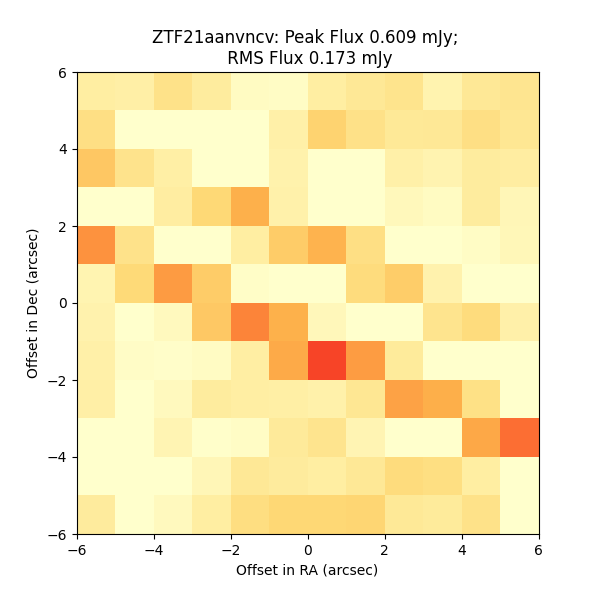 ZTF21aanvncv: Peak Flux 0.609 mJy;
RMS Flux 0.173 mJy
6
4
2
0
−2
−4
−6
Offset in Dec (arcsec)
−6 −4 −2 0 2 4 6
Offset in RA (arcsec)